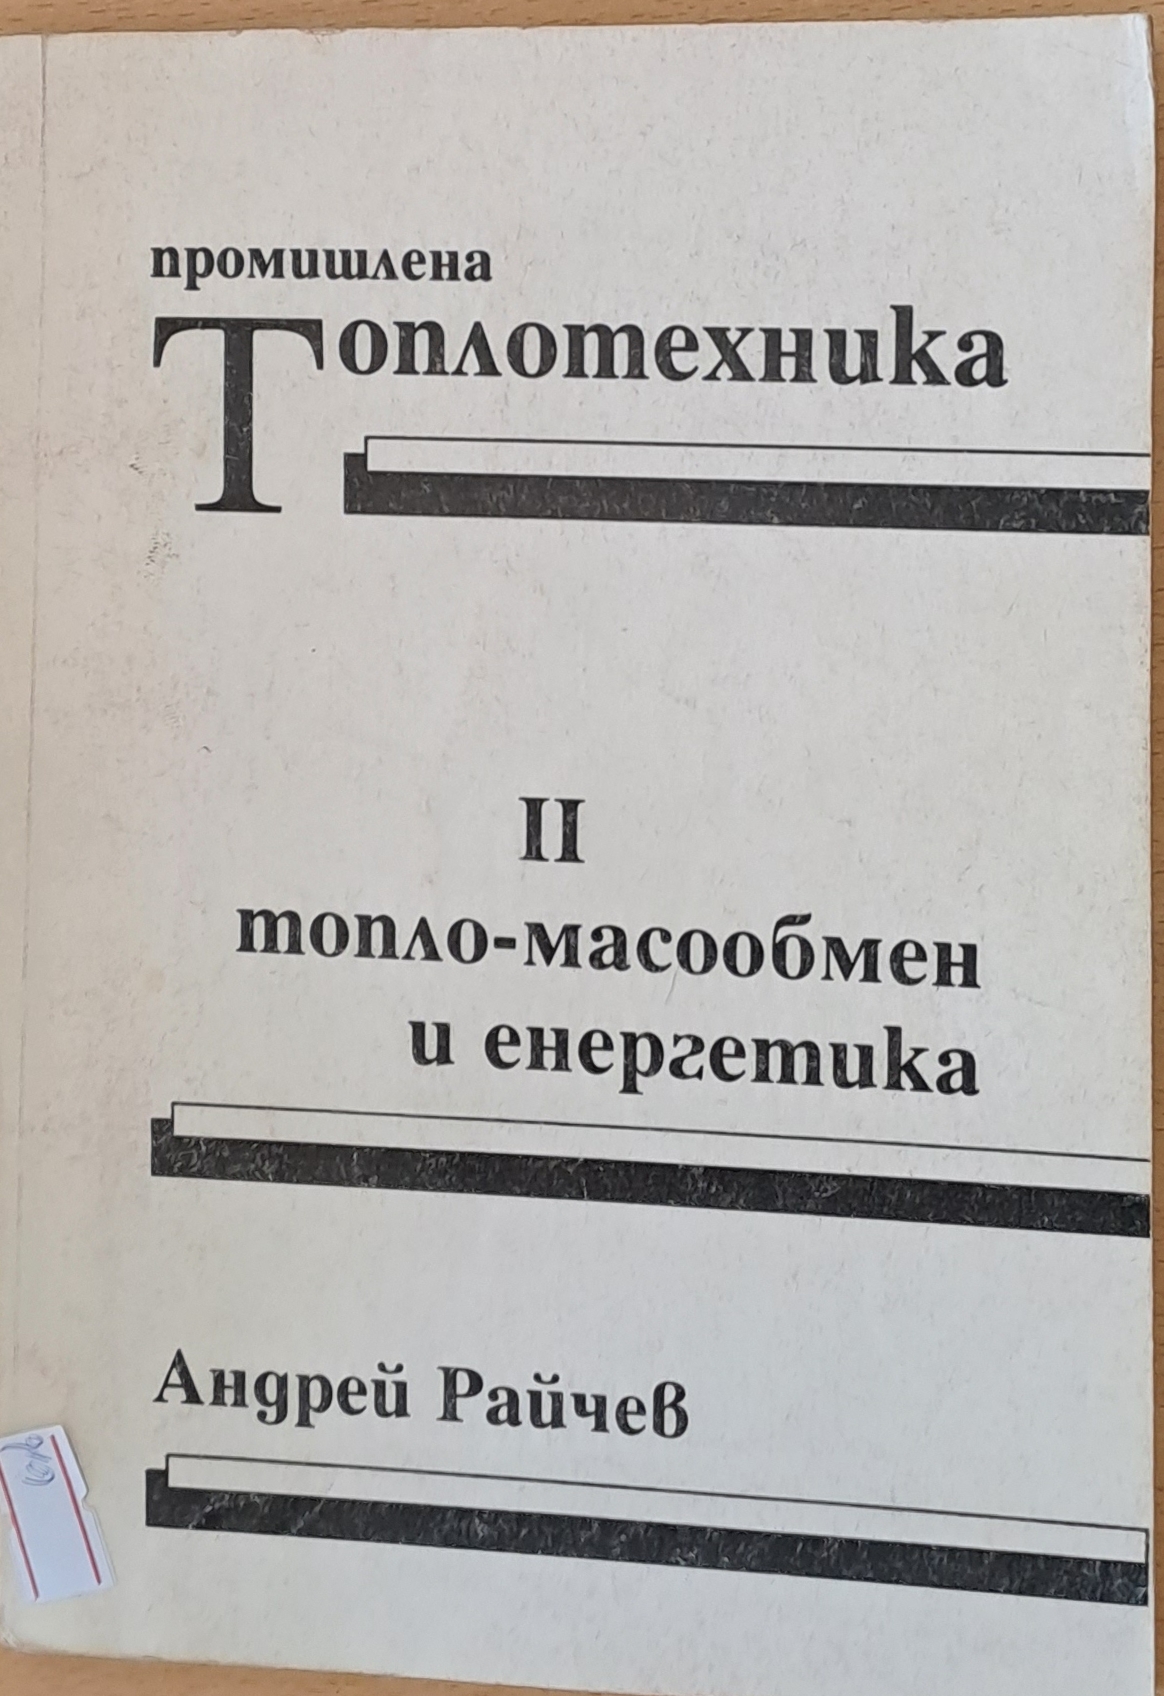 промишлена
Топлотехника
II
топло-масообмен
и енергетика
Андрей Райчев